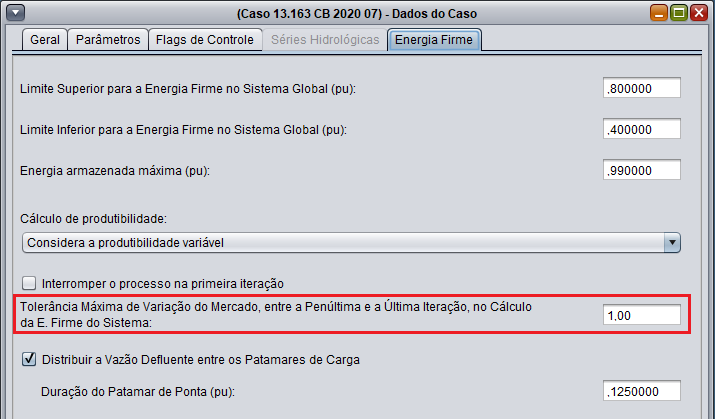 (Caso 13.163 CB 2020 07) - Dados do Caso
Geral Parâmetros Flags de Controle Séries Hidrológicas Energia Firme
Limite Superior para a Energia Firme no Sistema Global (pu): .800000
Limite Inferior para a Energia Firme no Sistema Global (pu): .400000
Energia armazenada máxima (pu): .990000
Cálculo de produtibilidade:
Considera a produtibilidade variável
Interromper o processo na primeira iteração
Tolerância Máxima de Variação do Mercado, entre a Penúltima e a Última Iteração, no Cálculo
da E. Firme do Sistema: 1,00
Distribuir a Vazão Defluente entre os Patamares de Carga
Duração do Patamar de Ponta (pu): .1250000